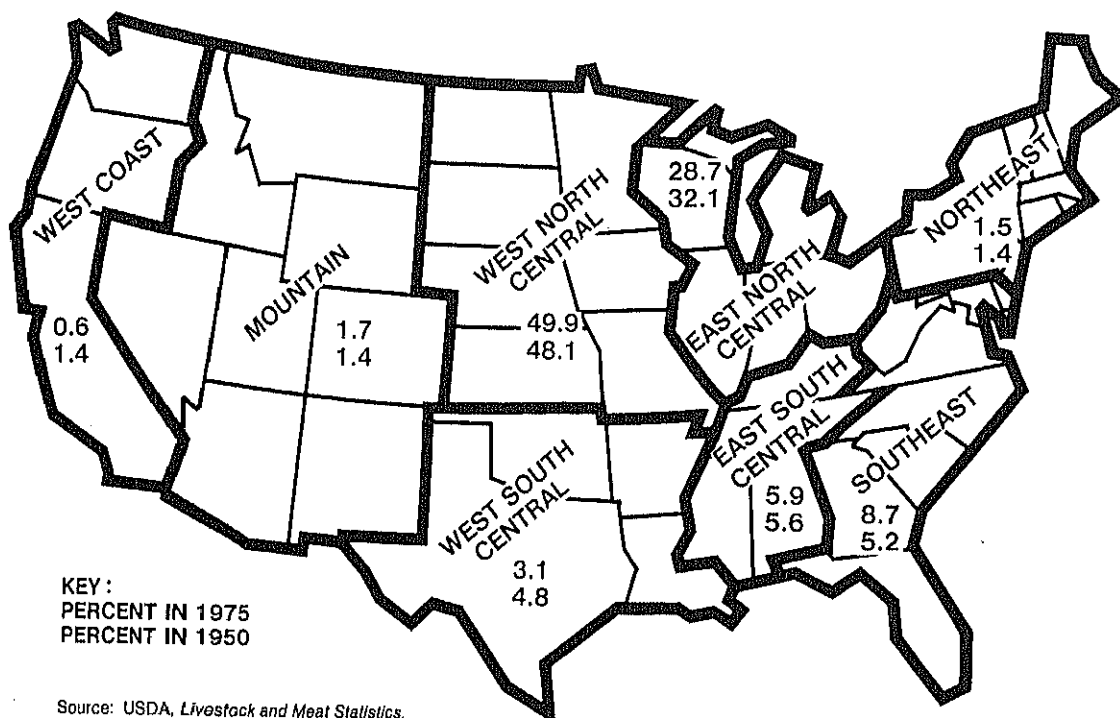 WEST COAST
0.6
1.4
MOUNTAIN
1.7
1.4
WEST NORTH
CENTRAL
49.9
48.1
28.7
32.1
EAST NORTH
CENTRAL
NORTHEAST
1.5
1.4
WEST SOUTH
CENTRAL
3.1
4.8
EAST SOUTH
CENTRAL
5.9
5.6
SOUTHEAST
8.7
5.2
KEY :
PERCENT IN 1975
PERCENT IN 1950
Source: USDA, Livestock and Meat Statistics.